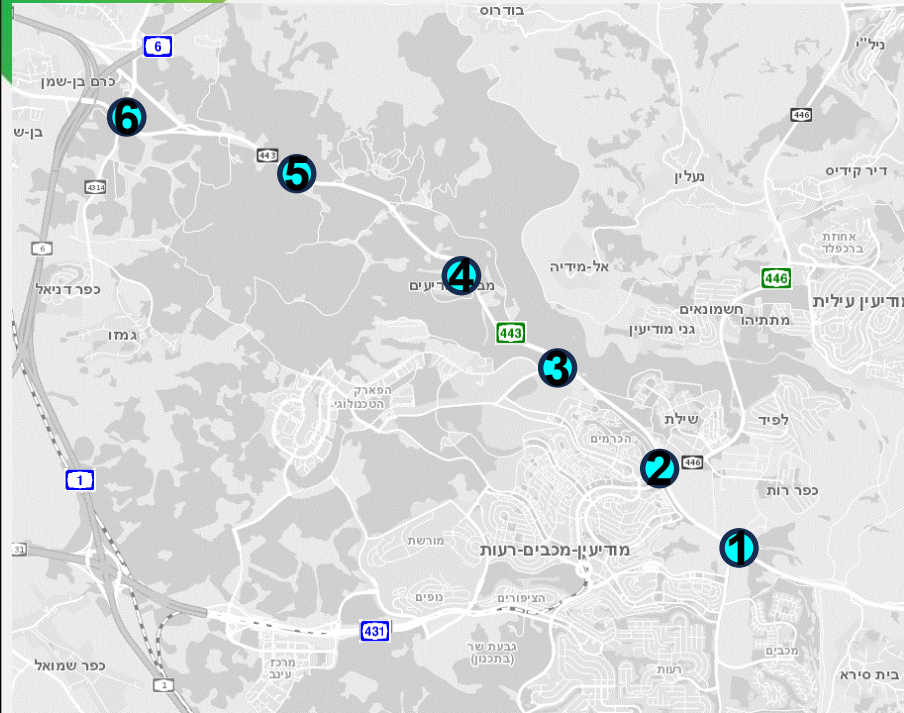 בודרוס
6
ניל"י
כרם בן-שמן
6
446
בן-ש
443
5
דיר קידיס
נעלין
4314
אחוזת
ברכפלד
6
אל-מידיה
4
446
כפר דניאל
מודיעין עילית
חשמונאים
מתתיהו
443
גני מודיעין
גמזו
3
הפארק
הטכנולוגי
שילת
לפיד
הכרמים
446
2
1
כפר רות
מורשת
מודיעין-מכבים-רעות
1
31
נופים
הציפורים
431
גבעת שר
(בתכנון)
מכבים
מרכז
ענבל
כפר שמואל
רעות
בית סירא
1